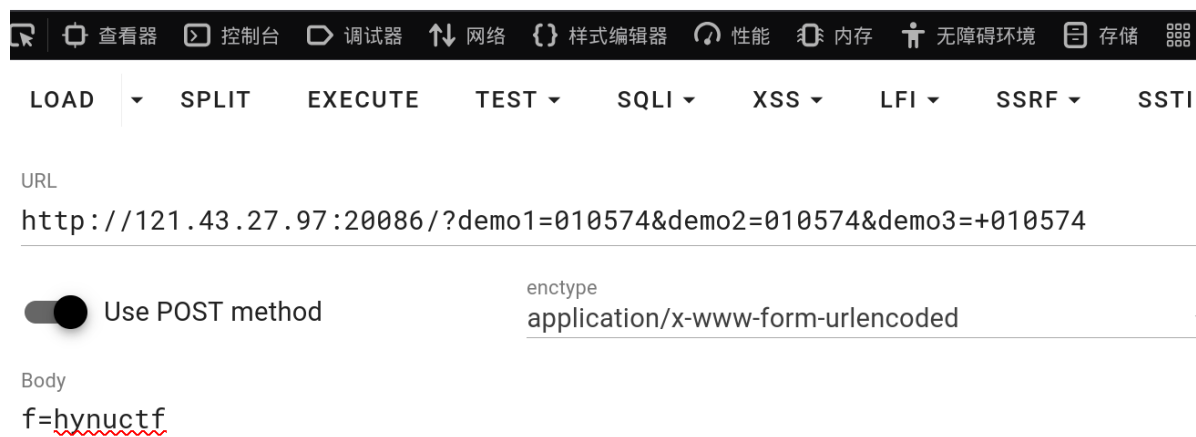 查看器 控制台 调试器 网络 {} 样式编辑器 性能 内存 无障碍环境 存储
LOAD SPLIT EXECUTE TEST SQLI XSS LFI SSRF SSTI
URL
http://121.43.27.97:20086/?demo1=010574&demo2=010574&demo3=+010574
enctype
Use POST method application/x-www-form-urlencoded
Body
f=hynuctf